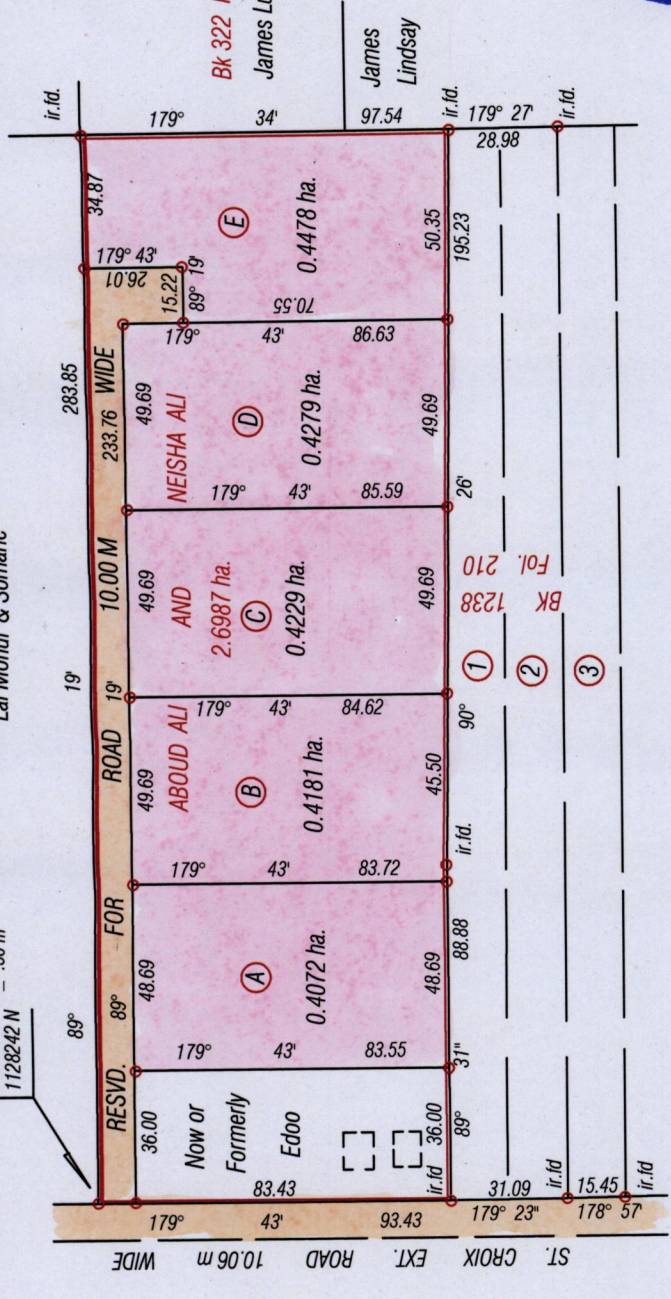 Bk 322
James
James
Lindsay
ir.fd.
179° 34' 97.54
ir.fd.
179° 27'
28.98
ir.fd.
34.87
179° 43'
26.01
15.22
89° 19'
E
0.4478 ha.
50.35
195.23
70.55
283.85
RESVD. FOR ROAD 10.00 M WIDE
89° 19' 233.76
179° 43' 86.63
49.69
NEISHA ALI
D
0.4279 ha.
49.69
179° 43' 85.59
26'
49.69
AND
2.6987 ha.
C
0.4229 ha.
49.69
BK 1238
Fol. 210
1
2
3
19'
179° 43' 84.62
90°
49.69
ABOUD ALI
B
0.4181 ha.
45.50
ir.fd.
179° 43' 83.72
88.88
48.69
A
0.4072 ha.
48.69
89°
1128242 N
179° 43' 83.55
31"
36.00
Now or
Formerly
Edoo
36.00
89°
83.43
ir.fd
31.09
ir.fd
15.45
ir.fd
179° 43' 93.43
179° 23"
178° 57'
ST. CROIX EXT. ROAD 10.06 m WIDE